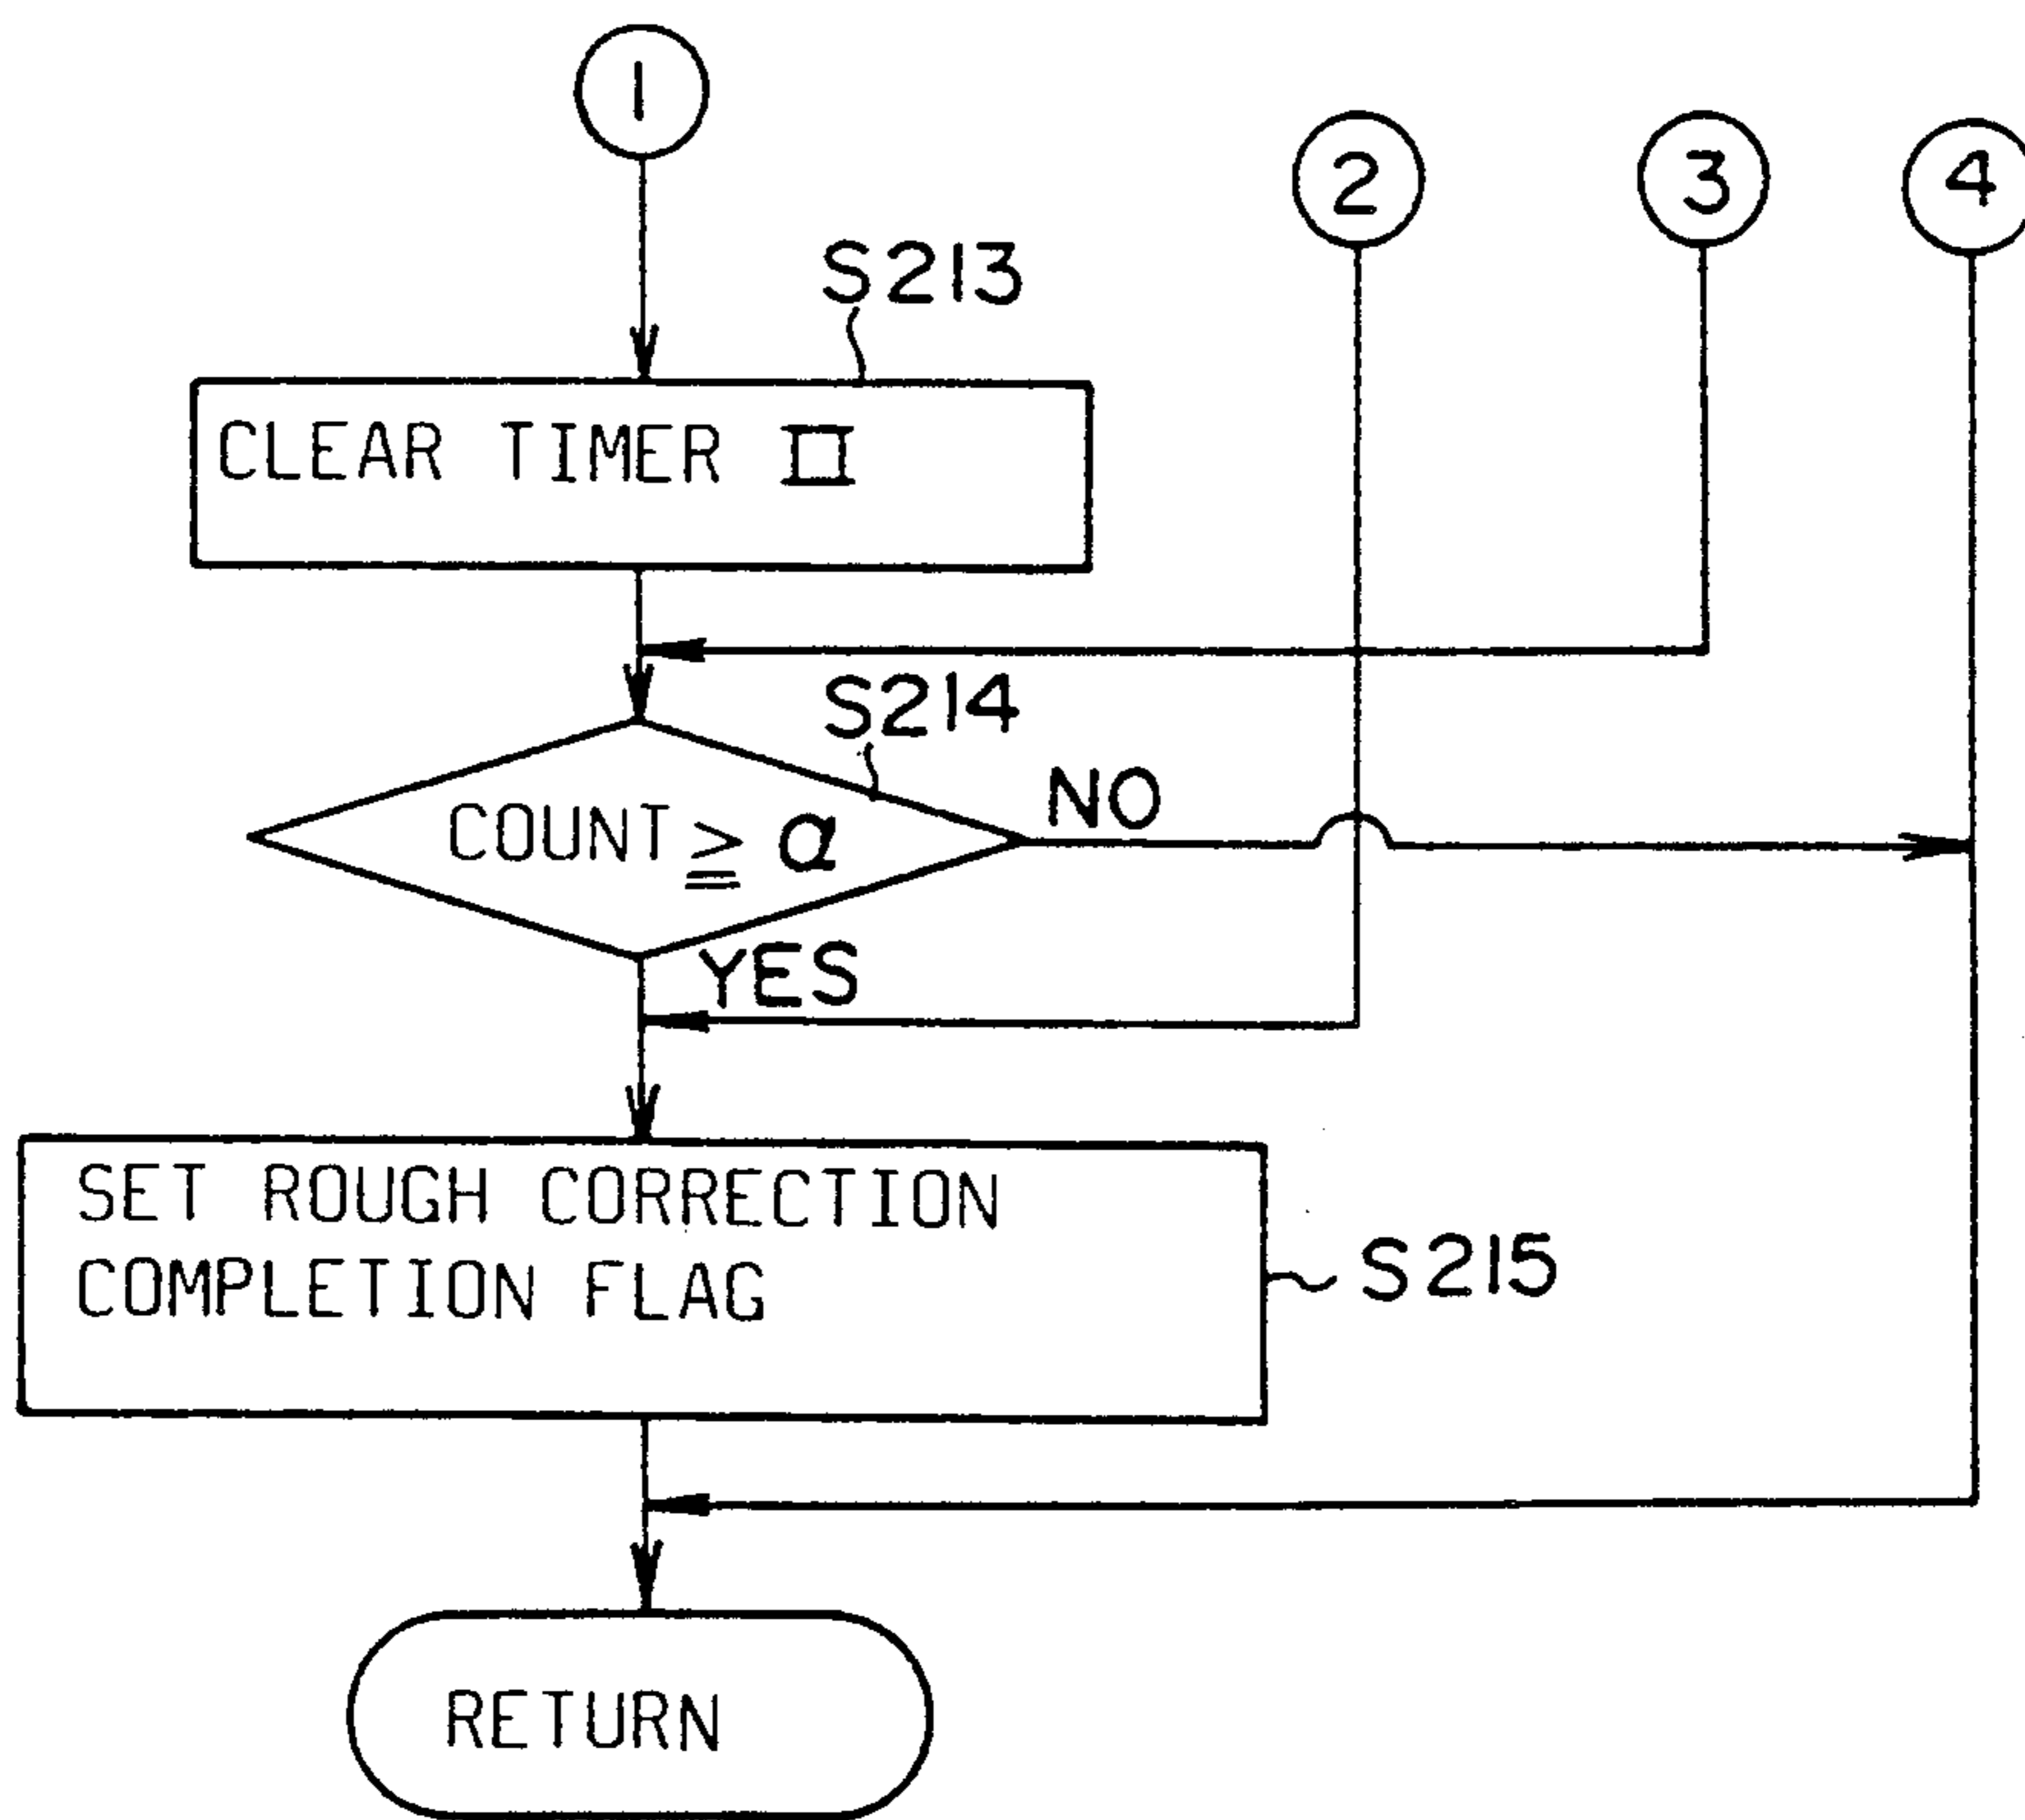 1
2
3
4
S213
CLEAR TIMER II
S214
COUNT ≧ α
NO
YES
SET ROUGH CORRECTION
COMPLETION FLAG
S215
RETURN